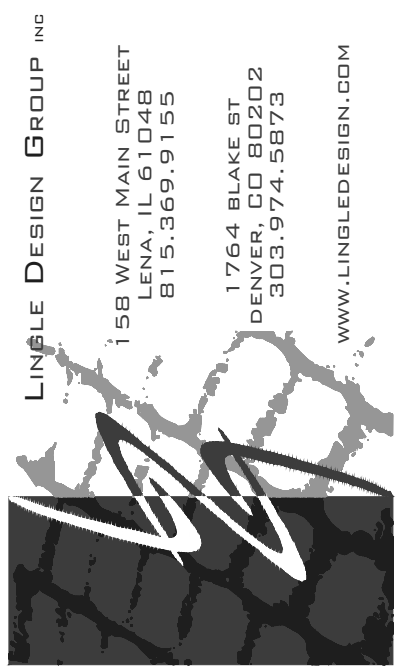 LINGLE DESIGN GROUP INC
158 WEST MAIN STREET
LENA, IL 61048
815.369.9155
1764 BLAKE ST
DENVER, CO 80202
303.974.5873
WWW.LINGLEDESIGN.COM